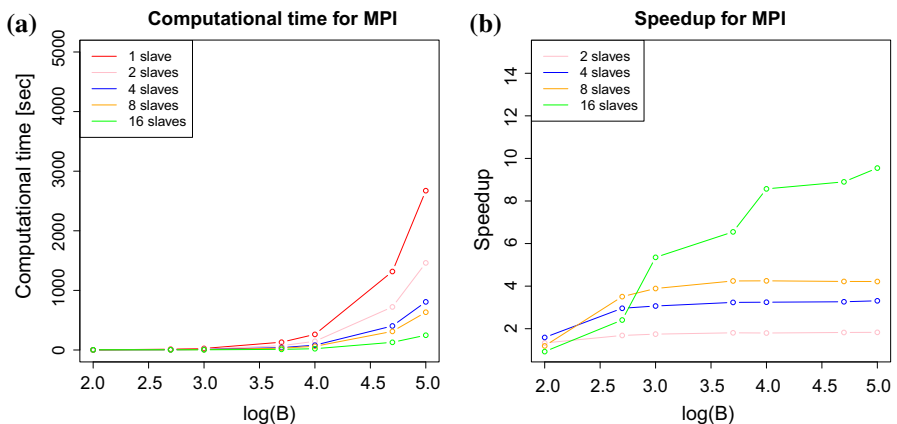 (a)
Computational time for MPI
1 slave
2 slaves
4 slaves
8 slaves
16 slaves
Computational time [sec]
5000
4000
3000
2000
1000
0
2.0 2.5 3.0 3.5 4.0 4.5 5.0
log(B)
(b)
Speedup for MPI
2 slaves
4 slaves
8 slaves
16 slaves
Speedup
14
12
10
8
6
4
2
2.0 2.5 3.0 3.5 4.0 4.5 5.0
log(B)